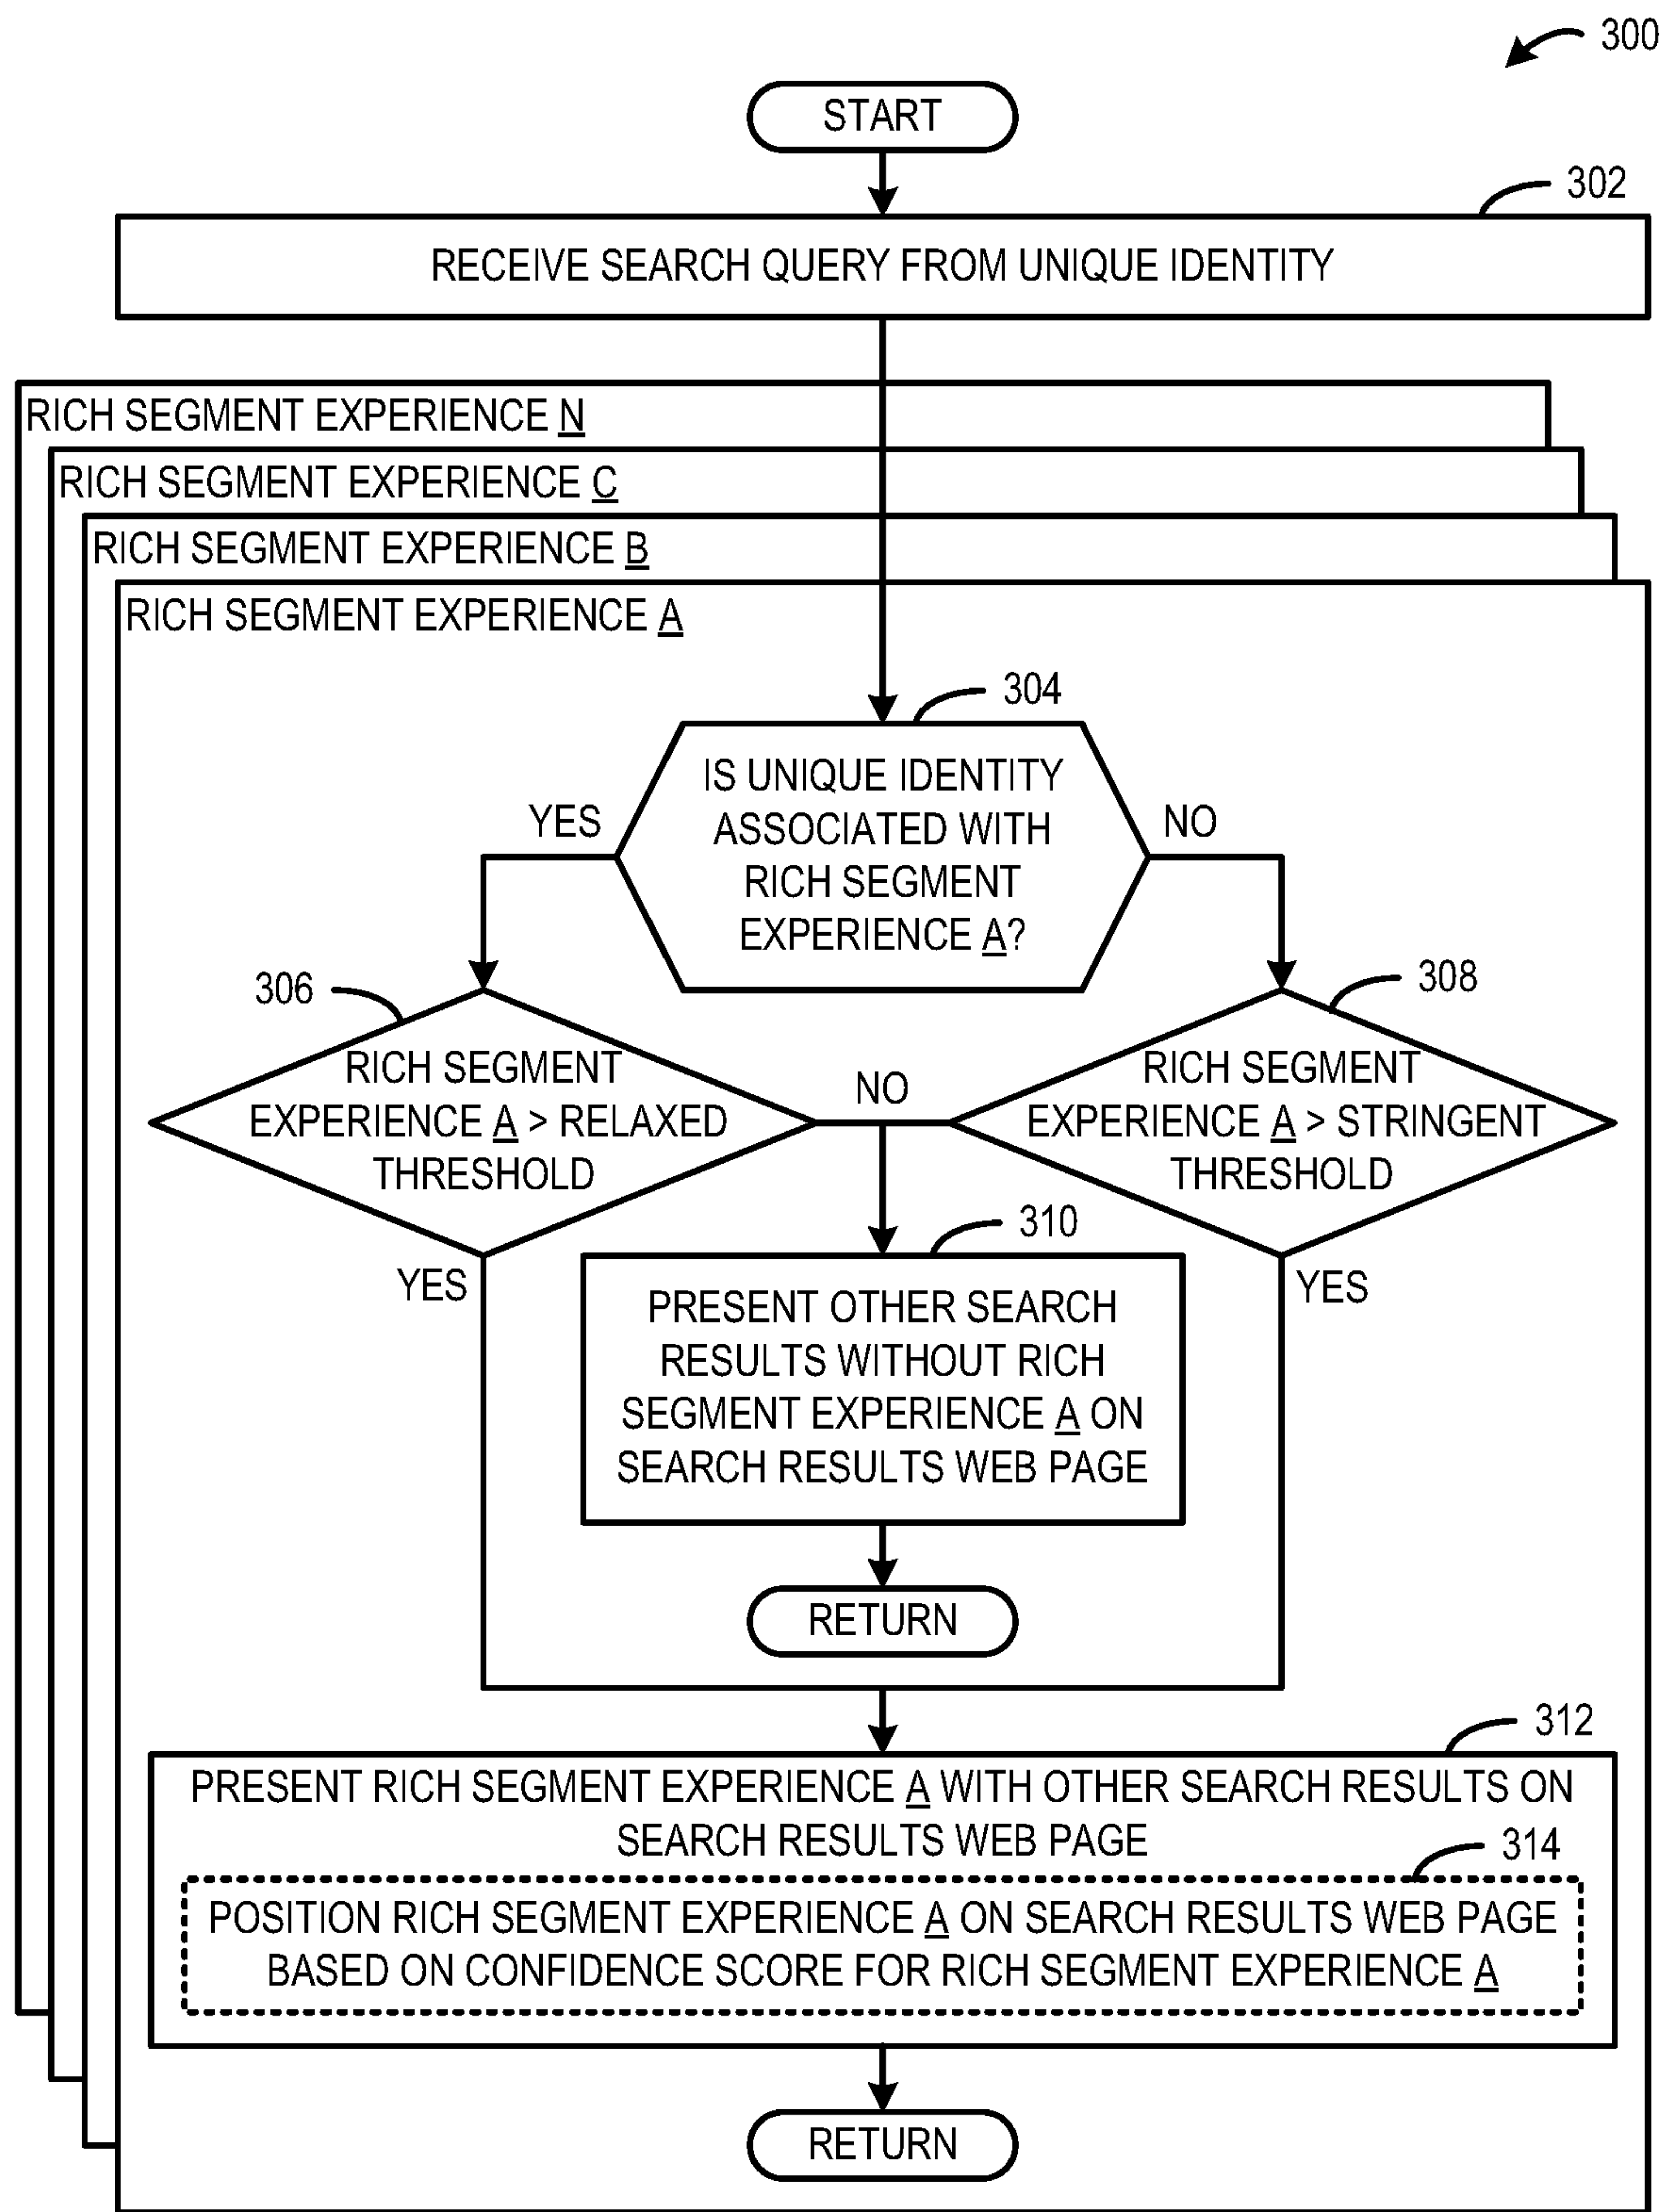 300
START
302
RECEIVE SEARCH QUERY FROM UNIQUE IDENTITY
RICH SEGMENT EXPERIENCE N
RICH SEGMENT EXPERIENCE C
RICH SEGMENT EXPERIENCE B
RICH SEGMENT EXPERIENCE A
304
IS UNIQUE IDENTITY
ASSOCIATED WITH
RICH SEGMENT
EXPERIENCE A?
YES
NO
306
RICH SEGMENT
EXPERIENCE A > RELAXED
THRESHOLD
NO
308
RICH SEGMENT
EXPERIENCE A > STRINGENT
THRESHOLD
YES
YES
310
PRESENT OTHER SEARCH
RESULTS WITHOUT RICH
SEGMENT EXPERIENCE A ON
SEARCH RESULTS WEB PAGE
RETURN
312
PRESENT RICH SEGMENT EXPERIENCE A WITH OTHER SEARCH RESULTS ON
SEARCH RESULTS WEB PAGE
314
POSITION RICH SEGMENT EXPERIENCE A ON SEARCH RESULTS WEB PAGE
BASED ON CONFIDENCE SCORE FOR RICH SEGMENT EXPERIENCE A
RETURN